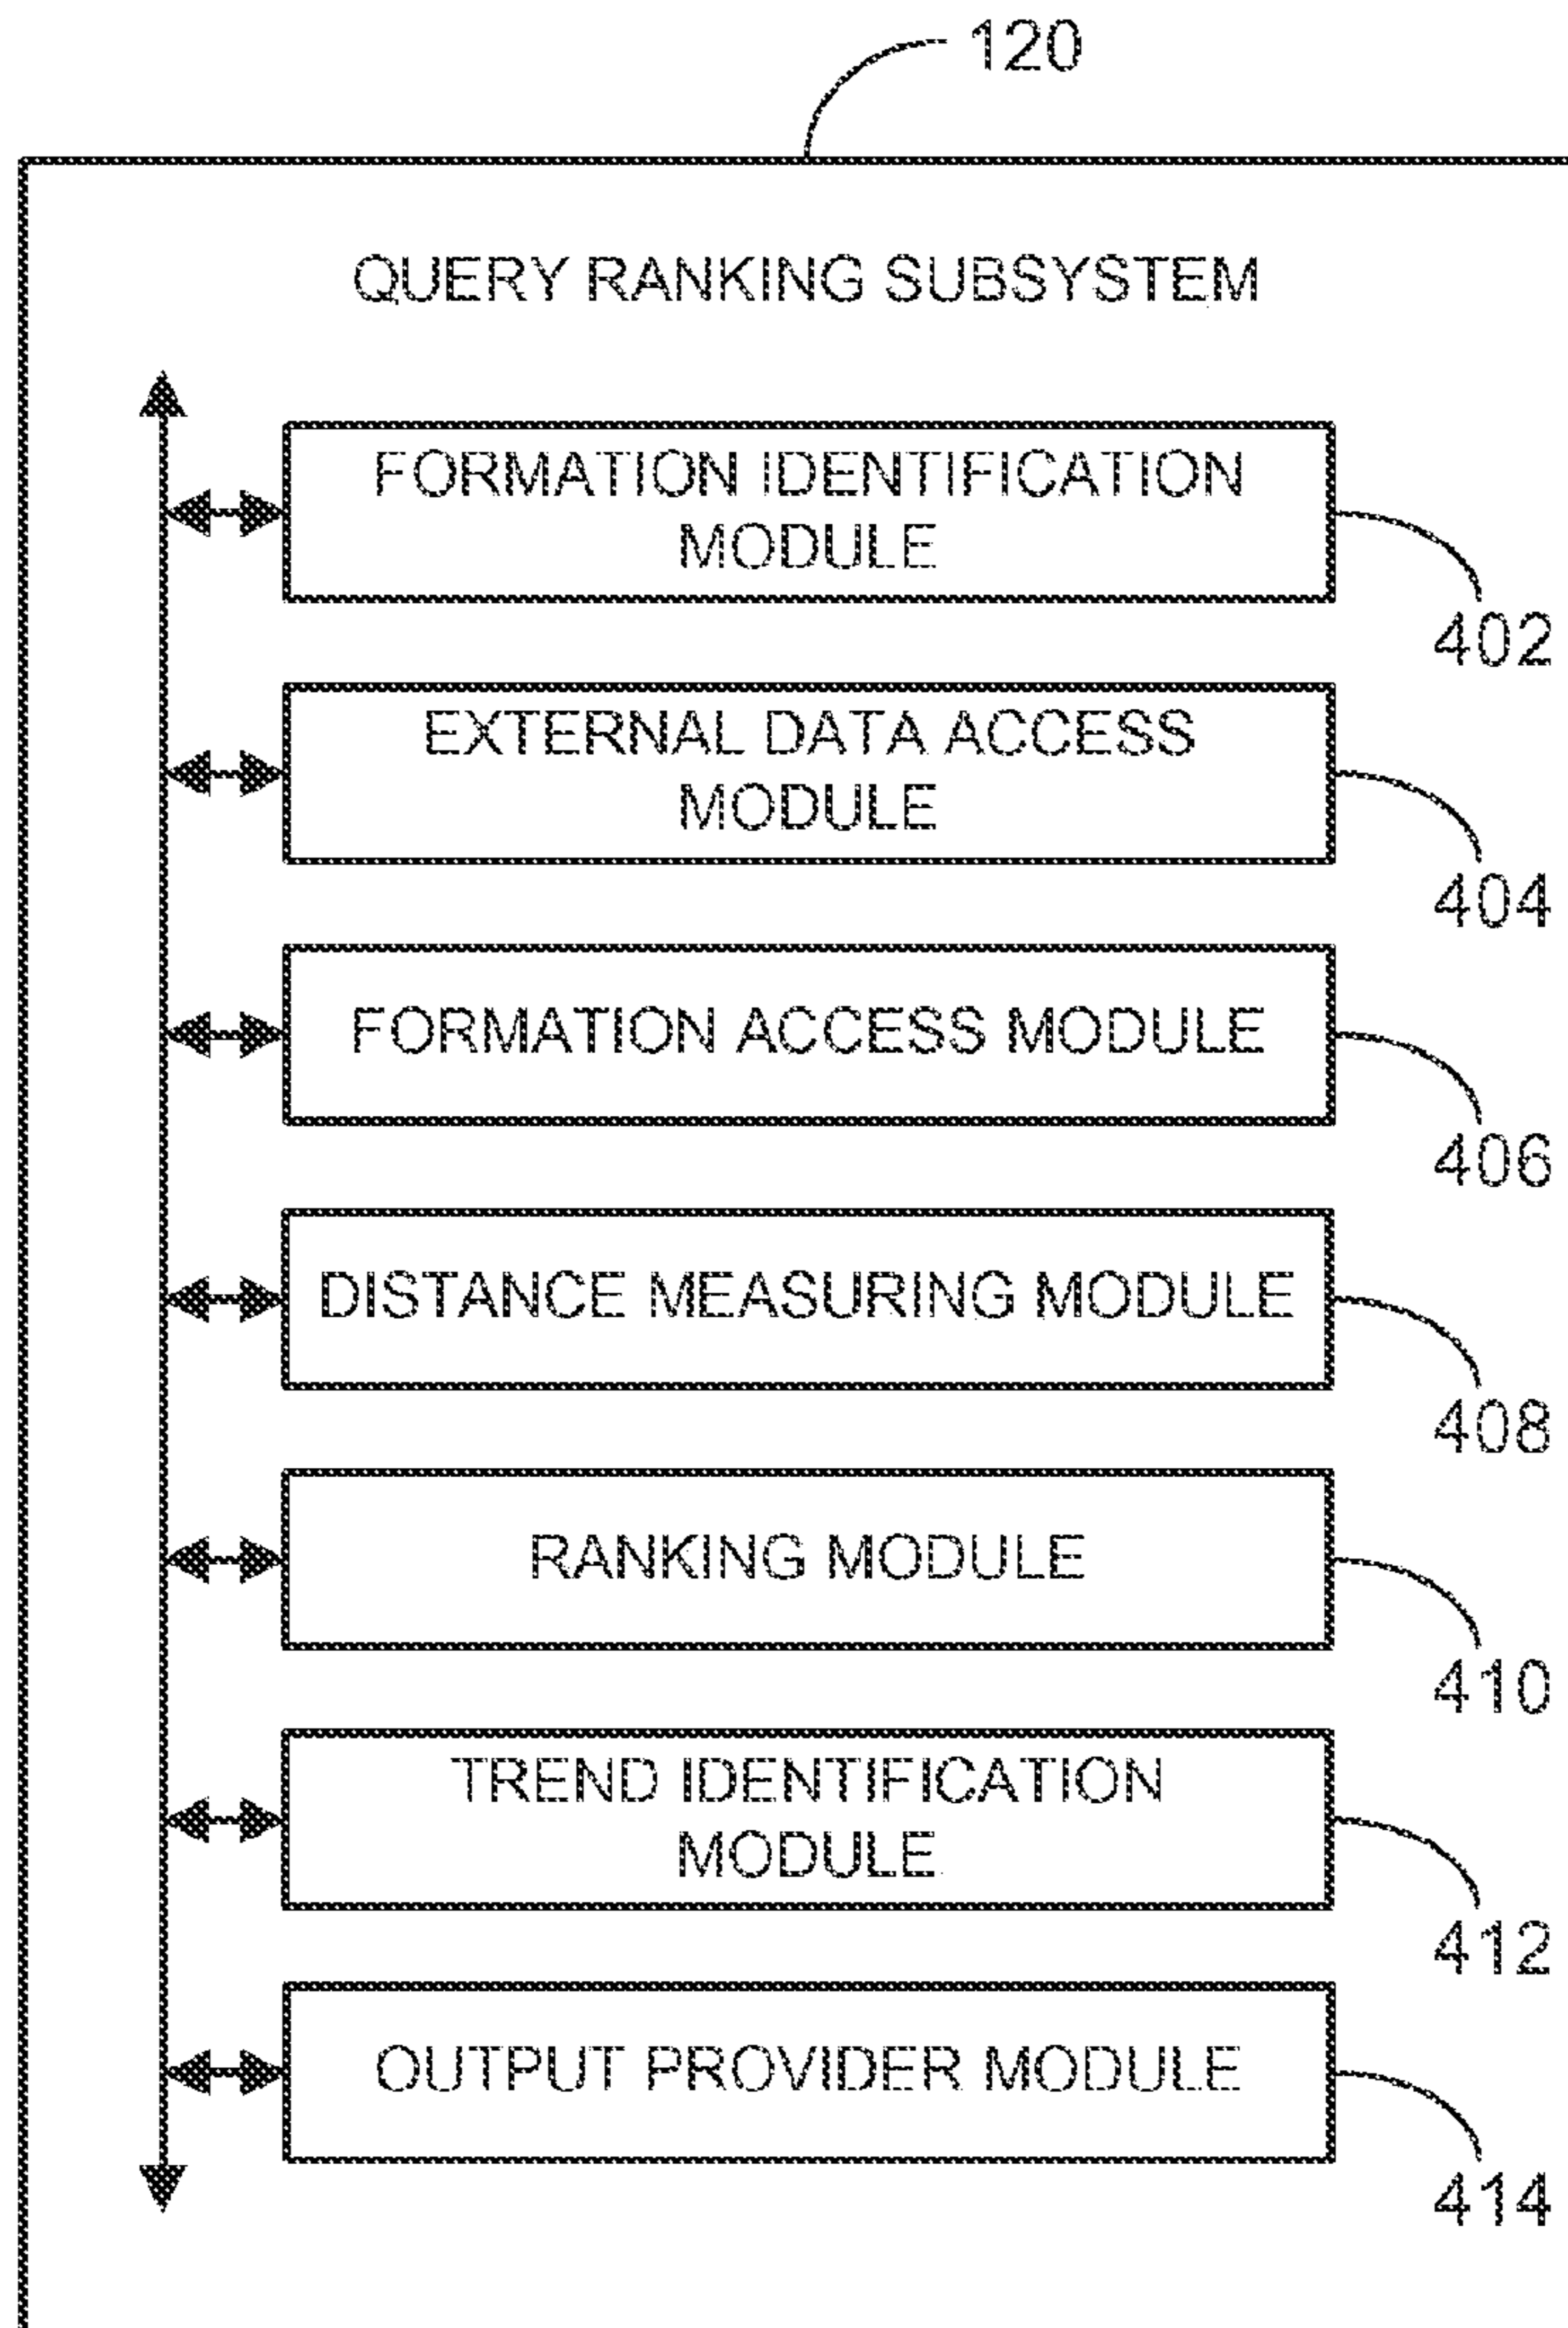 120
QUERY RANKING SUBSYSTEM
FORMATION IDENTIFICATION
MODULE
402
EXTERNAL DATA ACCESS
MODULE
404
FORMATION ACCESS MODULE
406
DISTANCE MEASURING MODULE
408
RANKING MODULE
410
TREND IDENTIFICATION
MODULE
412
OUTPUT PROVIDER MODULE
414